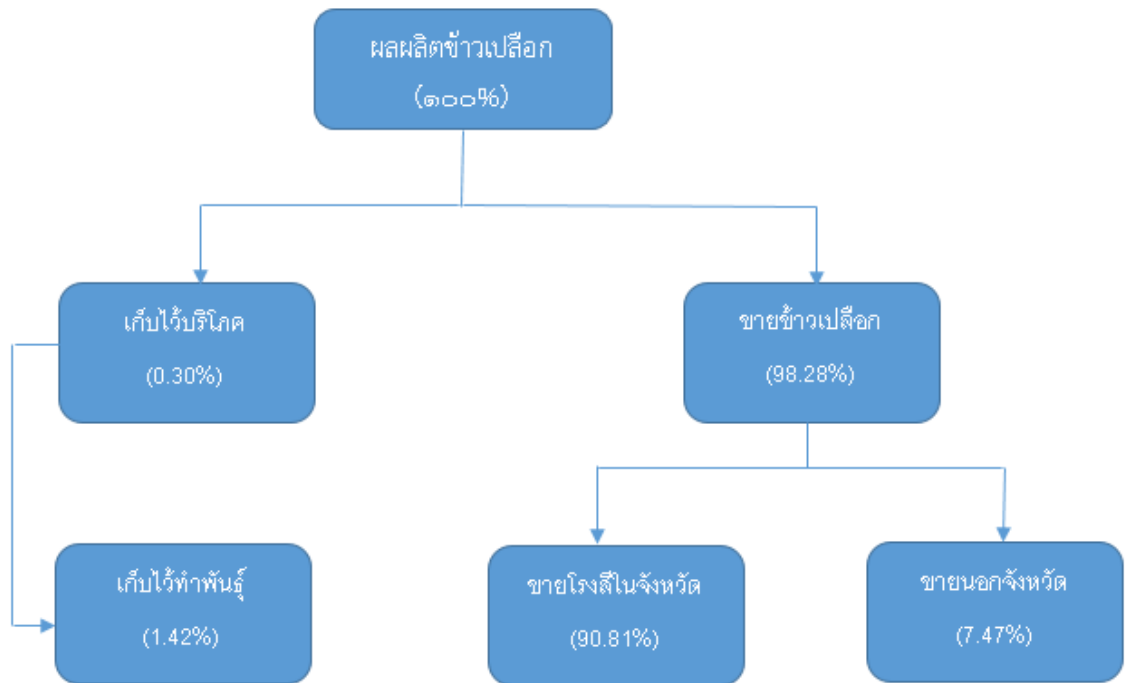 ผลผลิตข้าวเปลือก
(๑๐๐%)
เก็บไว้บริโภค
(0.30%)
ขายข้าวเปลือก
(98.28%)
เก็บไว้ทำพันธุ์
(1.42%)
ขายโรงสีในจังหวัด
(90.81%)
ขายนอกจังหวัด
(7.47%)